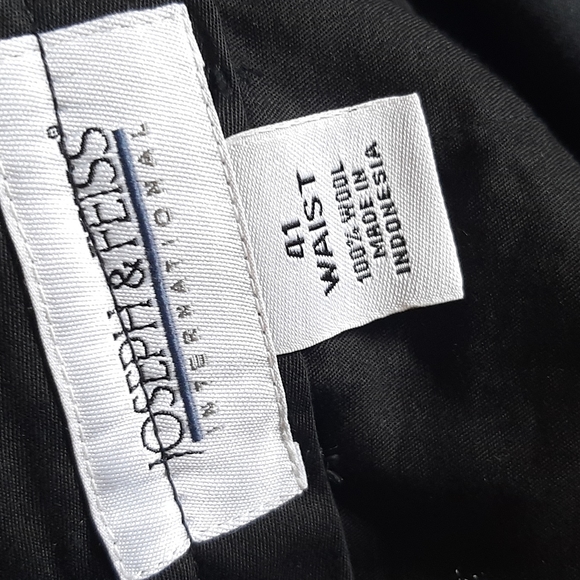 JOSEPH & FEISS®
INTERNATIONAL
41
WAIST
100% WOOL
MADE IN
INDONESIA